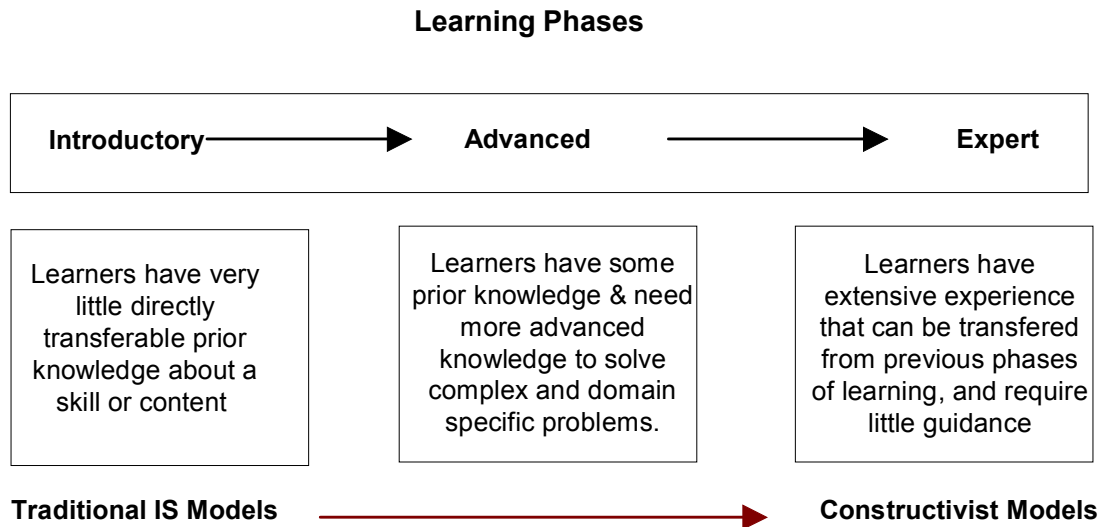 Learning Phases
Introductory
Advanced
Expert
Learners have very
little directly
transferable prior
knowledge about a
skill or content
Learners have some
prior knowledge & need
more advanced
knowledge to solve
complex and domain
specific problems.
Learners have
extensive experience
that can be transfered
from previous phases
of learning, and require
little guidance
Traditional IS Models
Constructivist Models